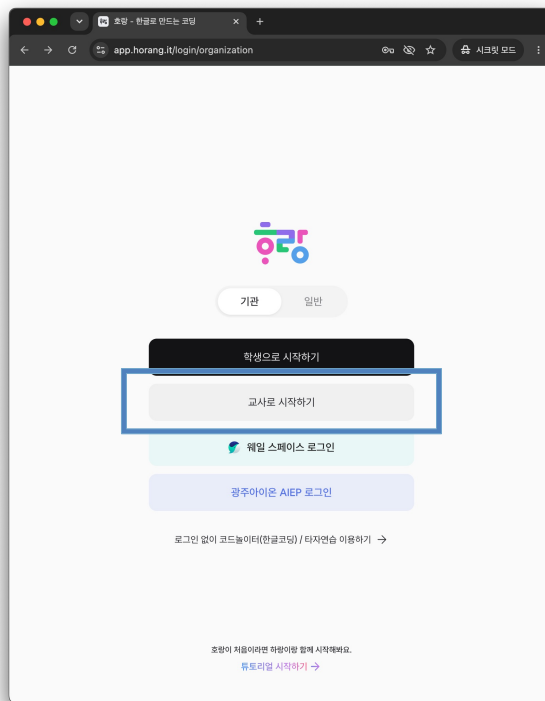 호랑 - 한글로 만드는 코딩
app.horang.it/login/organization
시크릿 모드
호랑
기관
일반
학생으로 시작하기
교사로 시작하기
웨일 스페이스 로그인
광주아이온 AIEP 로그인
로그인 없이 코드놀이터(한글코딩) / 타자연습 이용하기 →
호랑이 처음이라면 하랑이랑 함께 시작해봐요.
튜토리얼 시작하기 →